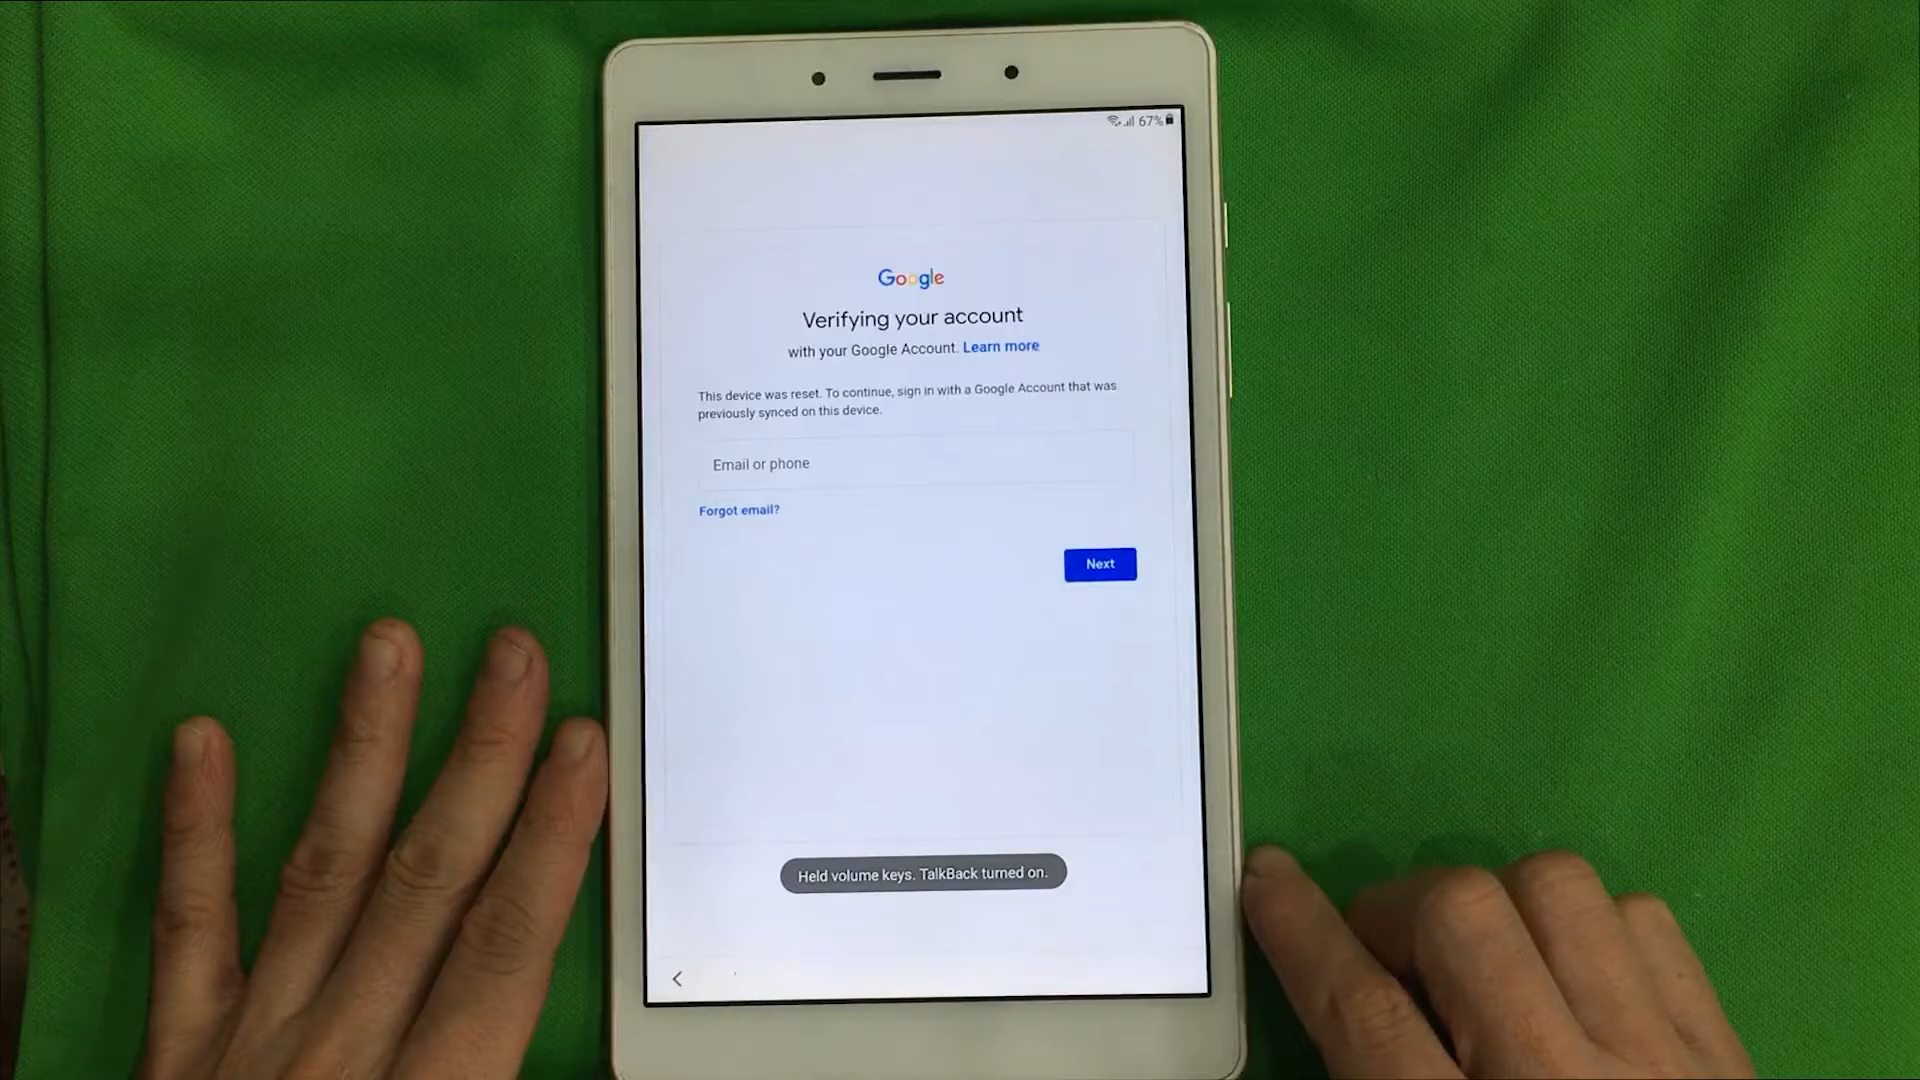 67%
Google
Verifying your account
with your Google Account. Learn more
This device was reset. To continue, sign in with a Google Account that was
previously synced on this device.
Email or phone
Forgot email?
Next
Held volume keys. TalkBack turned on.